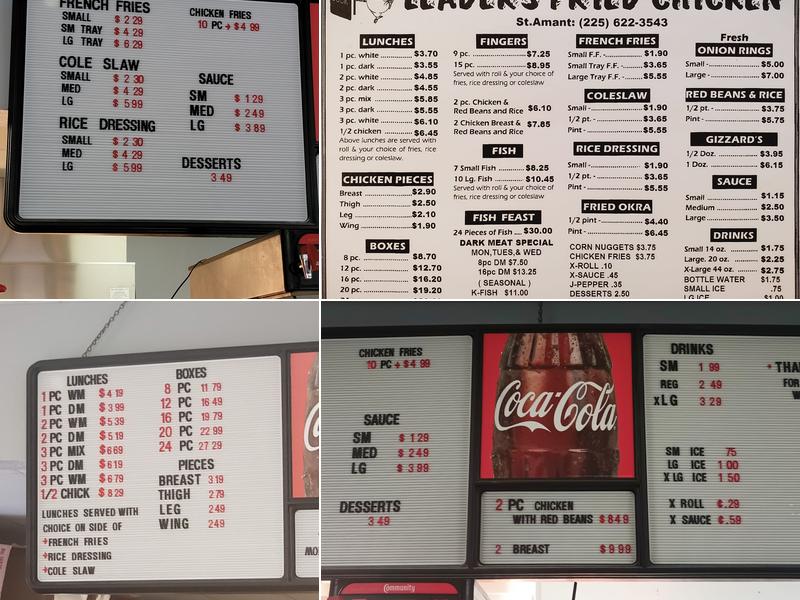 FRENCH FRIES
SMALL $ 2 29
SM TRAY $ 4 29
LG TRAY $ 6 29
COLE SLAW
SMALL $ 2 30
MED $ 4 29
LG $ 5 99
RICE DRESSING
SMALL $ 2 30
MED $ 4 29
LG $ 5 99
CHICKEN FRIES
10 PC → $4 99
SAUCE
SM $ 1 29
MED $ 2 49
LG $ 3 89
DESSERTS
3 49
LEADERS FRIED CHICKEN
St.Amant: (225) 622-3543
LUNCHES
1 pc. white $3.70
1 pc. dark $3.55
2 pc. white $4.85
2 pc. dark $4.55
3 pc. mix $5.85
3 pc. dark $5.55
3 pc. white $6.10
1/2 chicken $6.45
Above lunches are served with
roll & your choice of fries, rice
dressing or coleslaw.
CHICKEN PIECES
Breast $2.90
Thigh $2.50
Leg $2.10
Wing $1.90
BOXES
8 pc. $8.70
12 pc. $12.70
16 pc. $16.20
20 pc. $19.20
FINGERS
9 pc. $7.25
15 pc. $8.95
Served with roll & your choice of
fries, rice dressing or coleslaw
2 pc. Chicken &
Red Beans and Rice $6.10
2 Chicken Breast &
Red Beans and Rice $7.85
FISH
7 Small Fish $8.25
10 Lg. Fish $10.45
Served with roll & your choice of
fries, rice dressing or coleslaw.
FISH FEAST
24 Pieces of Fish $30.00
DARK MEAT SPECIAL
MON,TUES,& WED
8pc DM $7.50
16pc DM $13.25
( SEASONAL )
K-FISH $11.00
FRENCH FRIES
Small F.F. - $1.90
Small Tray F.F. $3.65
Large Tray F.F. $5.55
COLESLAW
Small - $1.90
1/2 pt. - $3.65
Pint - $5.55
RICE DRESSING
Small - $1.90
1/2 pt. - $3.65
Pint - $5.55
FRIED OKRA
1/2 pint - $4.40
Pint - $6.45
CORN NUGGETS $3.75
CHICKEN FRIES $3.75
X-ROLL .10
X-SAUCE .45
J-PEPPER .35
DESSERTS 2.50
Fresh
ONION RINGS
Small - $5.00
Large - $7.00
RED BEANS & RICE
1/2 pt. - $3.75
Pint - $5.75
GIZZARD'S
1/2 Doz. $3.95
1 Doz. $6.15
SAUCE
Small $1.15
Medium $2.50
Large $3.50
DRINKS
Small 14 oz. $1.75
Large. 20 oz. $2.25
X-Large 44 oz. $2.75
BOTTLE WATER $1.75
SMALL ICE .75
LG ICE $1.00
LUNCHES
1 PC WM $4 19
1 PC DM $3 99
2 PC WM $5 39
2 PC DM $5 19
3 PC MIX $6 69
3 PC DM $6 19
3 PC WM $6 79
1/2 CHICK $8 29
LUNCHES SERVED WITH
CHOICE ON SIDE OF
→FRENCH FRIES
→RICE DRESSING
→COLE SLAW
BOXES
8 PC 11 79
12 PC 16 49
16 PC 19 79
20 PC 22 99
24 PC 27 29
PIECES
BREAST 3 19
THIGH 2 79
LEG 2 49
WING 2 49
CHICKEN FRIES
10 PC → $4 99
SAUCE
SM $ 1 29
MED $ 2 49
LG $ 3 99
DESSERTS
3 49
Coca-Cola
2 PC CHICKEN
WITH RED BEANS $8 49
2 BREAST $9 99
Community
DRINKS
SM 1 99
REG 2 49
xLG 3 29
SM ICE 75
LG ICE 1 00
X LG ICE 1 50
X ROLL ¢.29
X SAUCE ¢.59